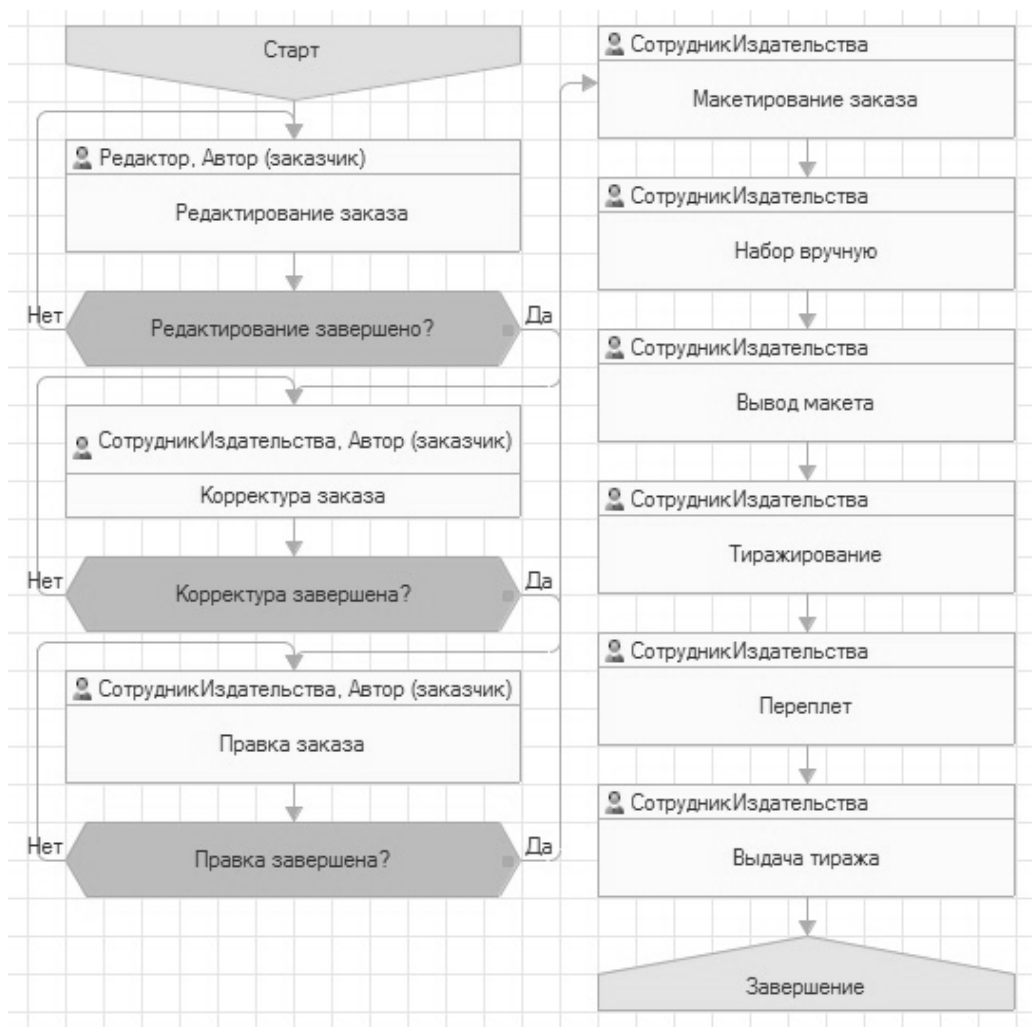 Старт
Редактор, Автор (заказчик)
Редактирование заказа
Нет
Редактирование завершено?
Да
СотрудникИздательства, Автор (заказчик)
Корректура заказа
Нет
Корректура завершена?
Да
СотрудникИздательства, Автор (заказчик)
Правка заказа
Нет
Правка завершена?
Да
СотрудникИздательства
Макетирование заказа
СотрудникИздательства
Набор вручную
СотрудникИздательства
Вывод макета
СотрудникИздательства
Тиражирование
СотрудникИздательства
Переплет
СотрудникИздательства
Выдача тиража
Завершение